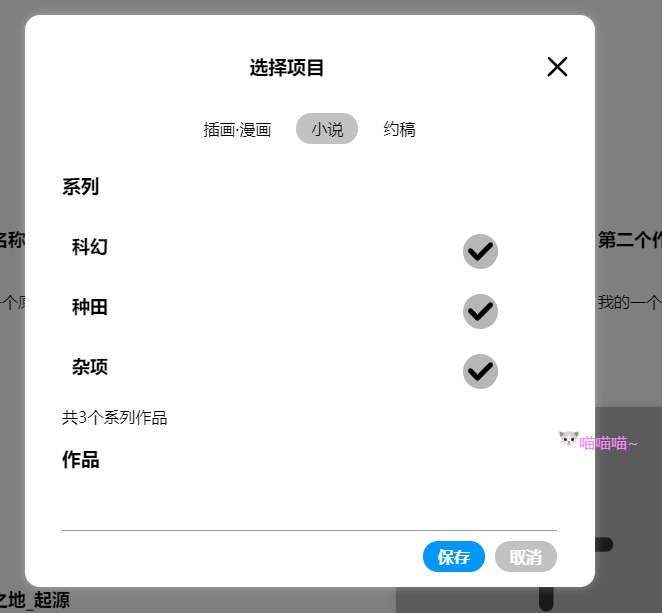 选择项目
插画·漫画 小说 约稿
系列
名称
第二个作
科幻
一个原
我的一个
种田
杂项
共3个系列作品
喵喵喵~
作品
保存 取消
之地_起源